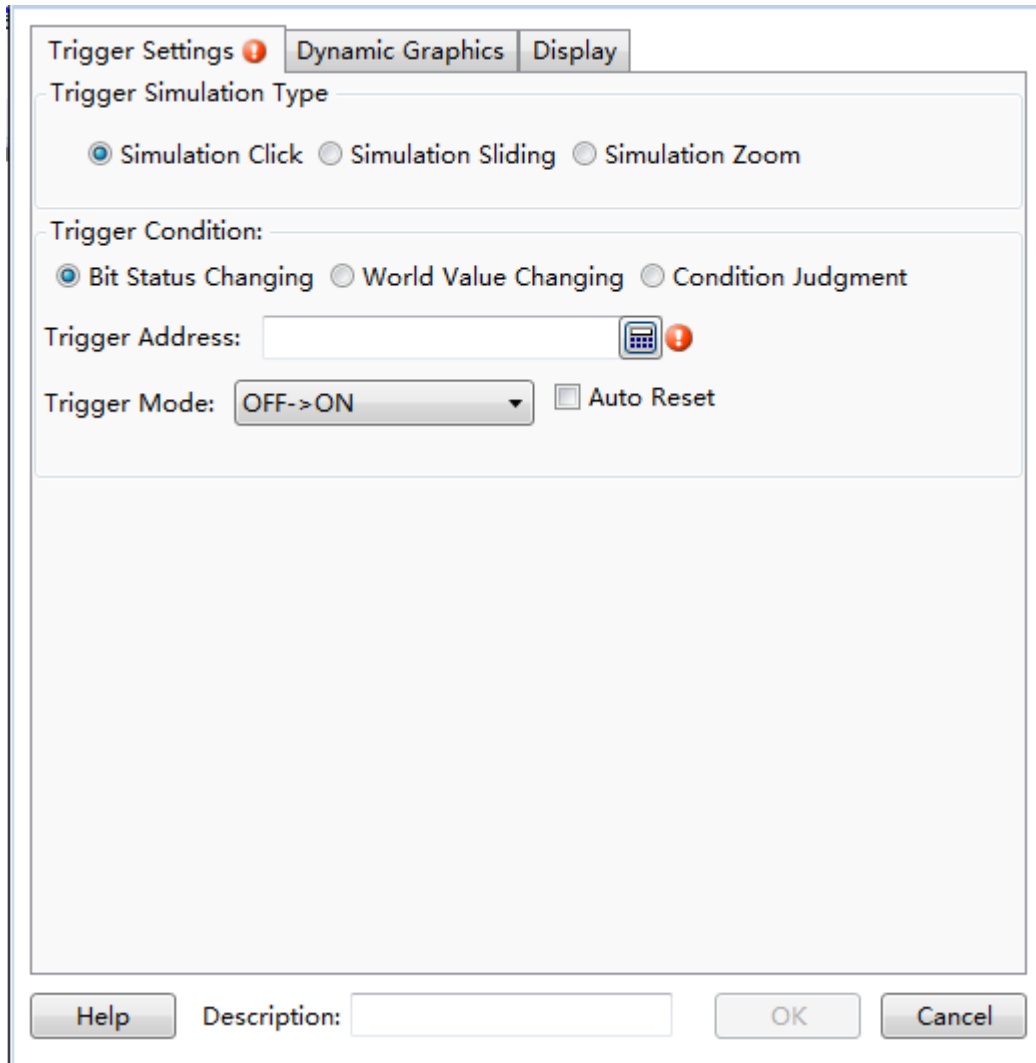 Trigger Settings Dynamic Graphics Display
Trigger Simulation Type
Simulation Click Simulation Sliding Simulation Zoom
Trigger Condition:
Bit Status Changing World Value Changing Condition Judgment
Trigger Address:
Trigger Mode: OFF->ON Auto Reset
Help Description: OK Cancel